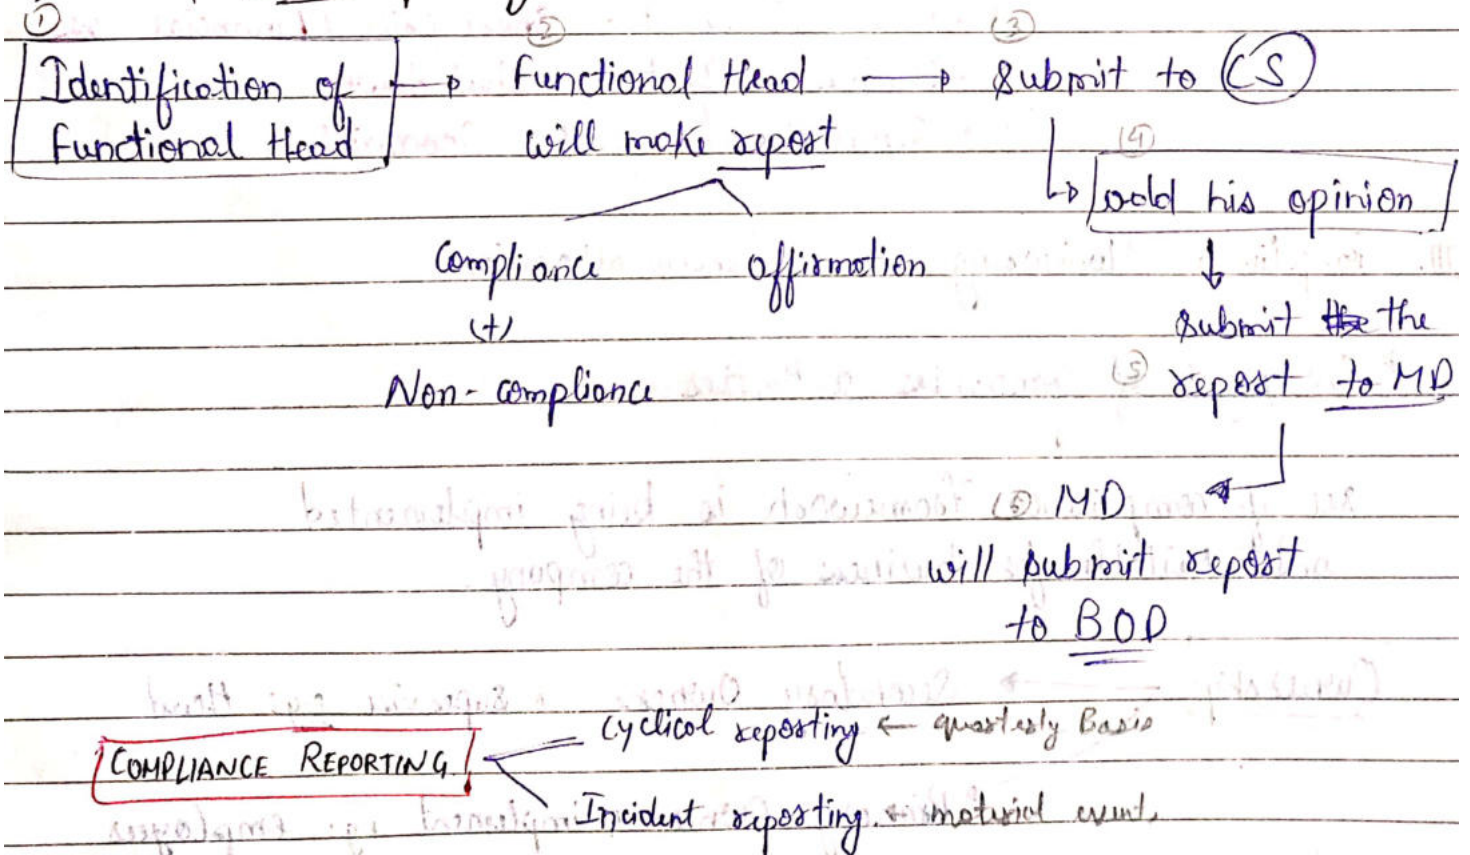 ① ② ③
Identification of → Functional Head → Submit to CS
Functional Head will make report
④
add his opinion
Compliance affirmation
(+) Submit the
Non-compliance ⑤ report to MD
⑥ MD
will submit report
to BOD
COMPLIANCE REPORTING
Cyclical reporting ← quarterly Basis
Incident reporting ← material event.